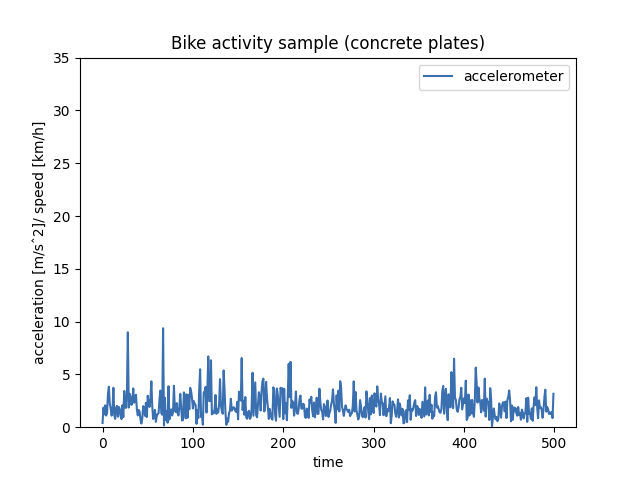 Bike activity sample (concrete plates)
accelerometer
acceleration [m/sˆ2]/ speed [km/h]
35
30
25
20
15
10
5
0
0 100 200 300 400 500
time